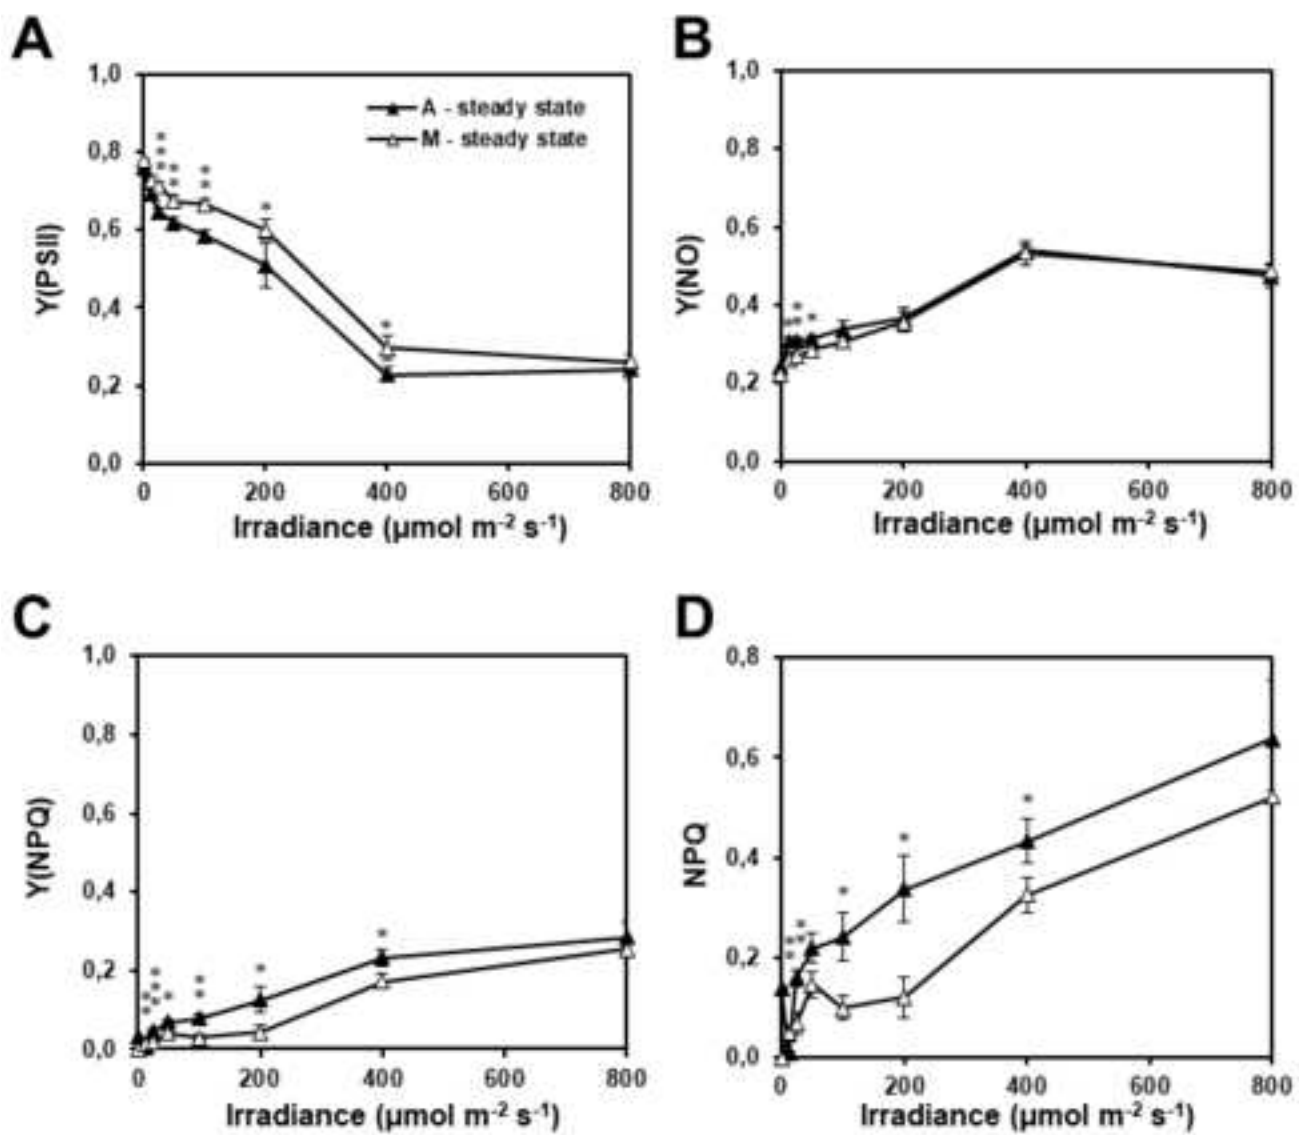 A
B
1,0
0,8
0,6
0,4
0,2
0,0
Y(PSII)
A - steady state
M - steady state
0 200 400 600 800
Irradiance (µmol m⁻² s⁻¹)
1,0
0,8
0,6
0,4
0,2
0,0
Y(NO)
0 200 400 600 800
Irradiance (µmol m⁻² s⁻¹)
C
D
1,0
0,8
0,6
0,4
0,2
0,0
Y(NPQ)
0 200 400 600 800
Irradiance (µmol m⁻² s⁻¹)
0,8
0,6
0,4
0,2
0,0
NPQ
0 200 400 600 800
Irradiance (µmol m⁻² s⁻¹)